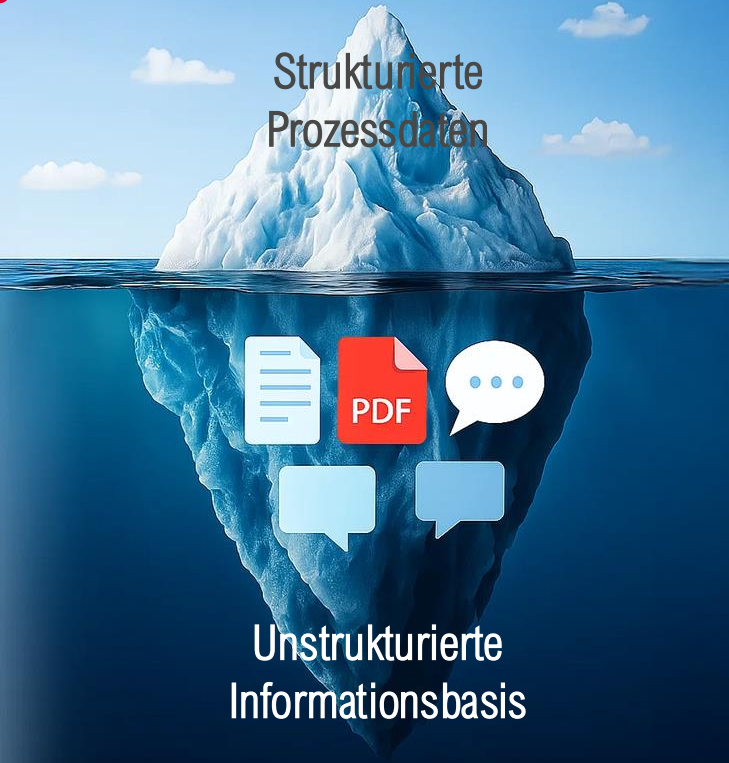 Strukturierte
Prozessdaten
PDF
Unstrukturierte
Informationsbasis